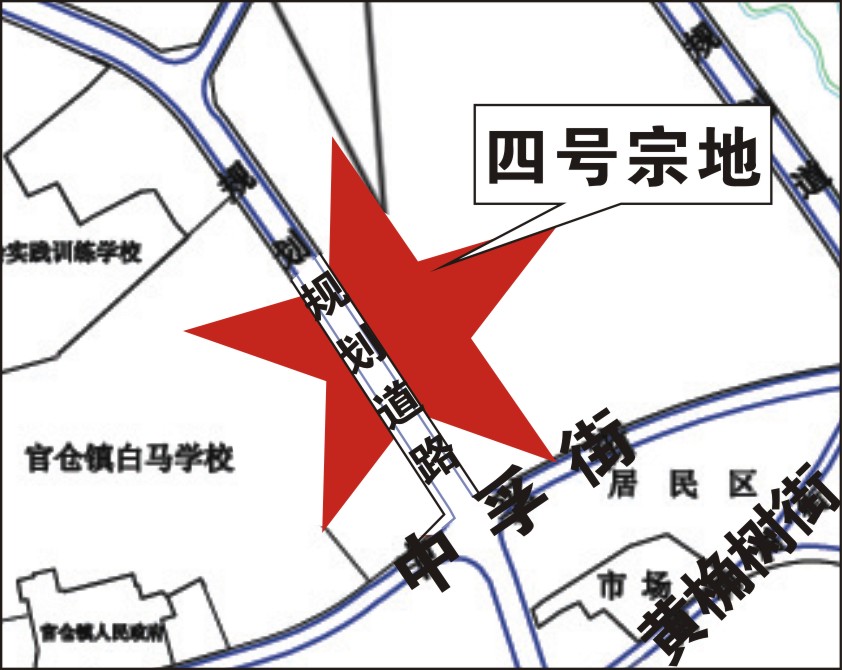 四号宗地
规划道
规划
规划道路
实践训练学校
官仓镇白马学校
中孚街
居民区
市场
黄桷树街
官仓镇人民政府